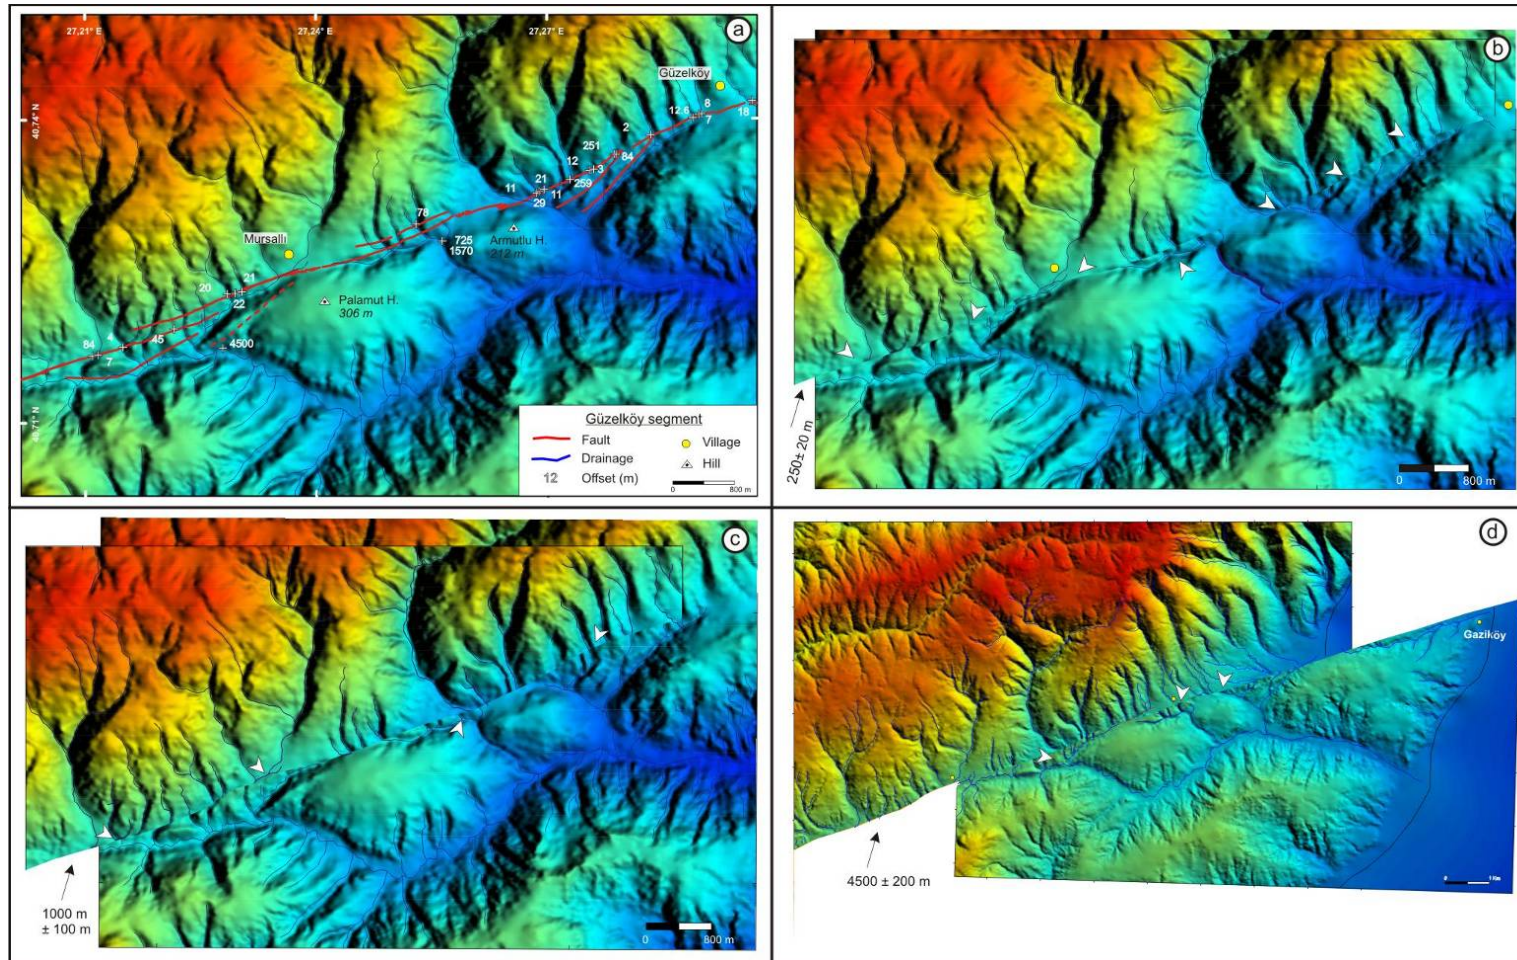 a
27,21° E
27,24° E
27,27° E
40,74° N
40,71° N
Güzelköy
8
12 6
7
18
2
251
84
12
3
21
259
11
11
29
78
Mursallı
725
1570
Armutlu H.
212 m
21
20
22
Palamut H.
306 m
4
45
84
7
4500
Güzelköy segment
Fault
Village
Drainage
Hill
12
Offset (m)
0
800 m
b
250± 20 m
0
800 m
c
1000 m
± 100 m
0
800 m
d
Gaziköy
4500 ± 200 m